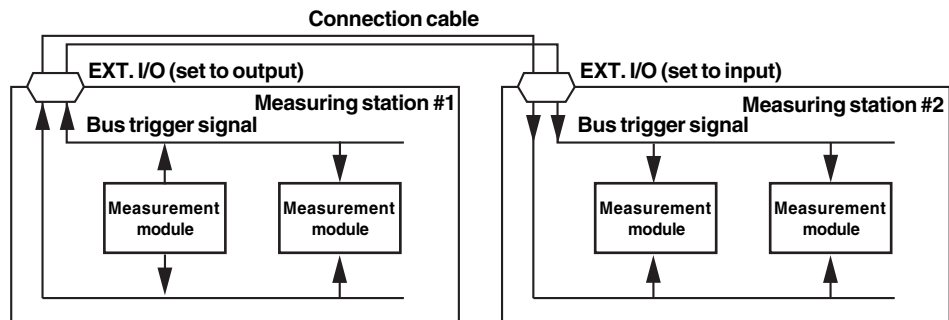 Connection cable
EXT. I/O (set to output)
EXT. I/O (set to input)
Measuring station #1
Measuring station #2
Bus trigger signal
Bus trigger signal
Measurement
module
Measurement
module
Measurement
module
Measurement
module